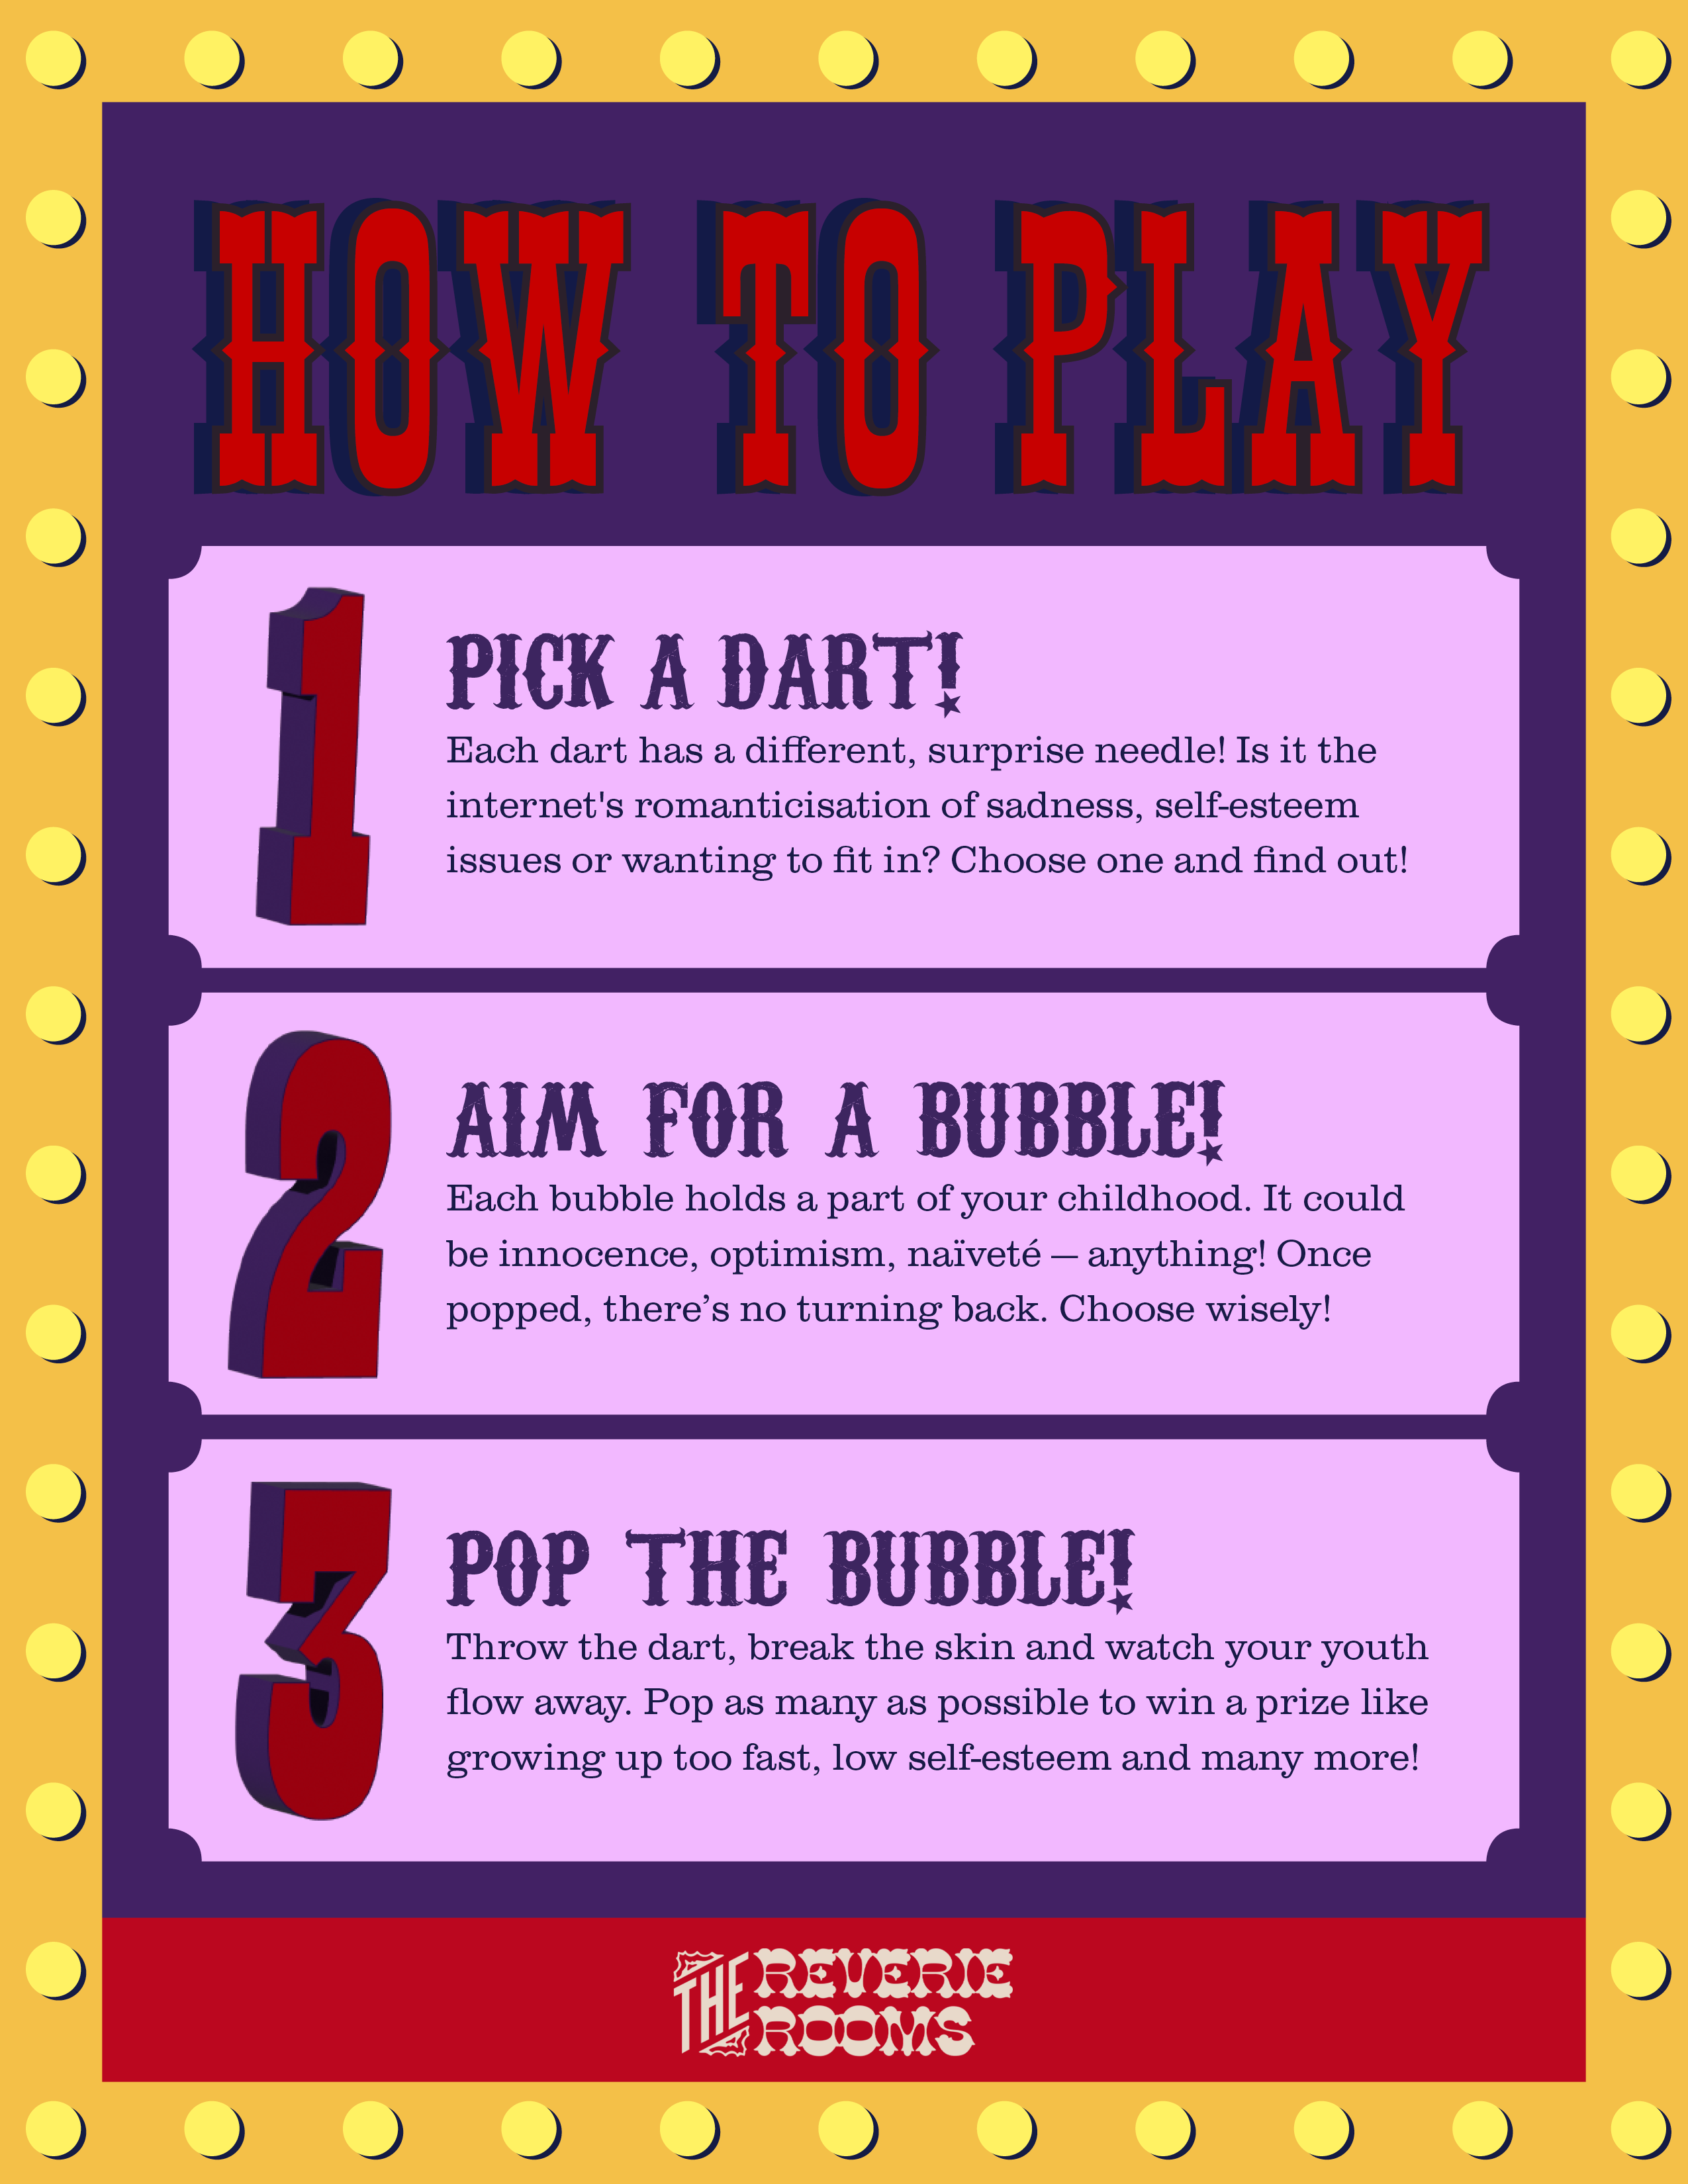 HOW TO PLAY
1
PICK A DART!
Each dart has a different, surprise needle! Is it the
internet's romanticisation of sadness, self-esteem
issues or wanting to fit in? Choose one and find out!
2
AIM FOR A BUBBLE!
Each bubble holds a part of your childhood. It could
be innocence, optimism, naïveté — anything! Once
popped, there’s no turning back. Choose wisely!
3
POP THE BUBBLE!
Throw the dart, break the skin and watch your youth
flow away. Pop as many as possible to win a prize like
growing up too fast, low self-esteem and many more!
THE REVERIE
ROOMS